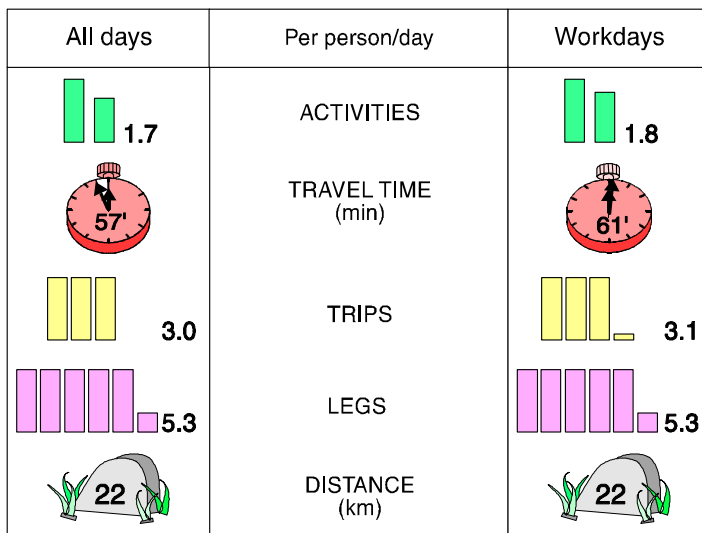 All days Per person/day Workdays
1.7 ACTIVITIES 1.8
57' TRAVEL TIME (min) 61'
3.0 TRIPS 3.1
5.3 LEGS 5.3
22 DISTANCE (km) 22